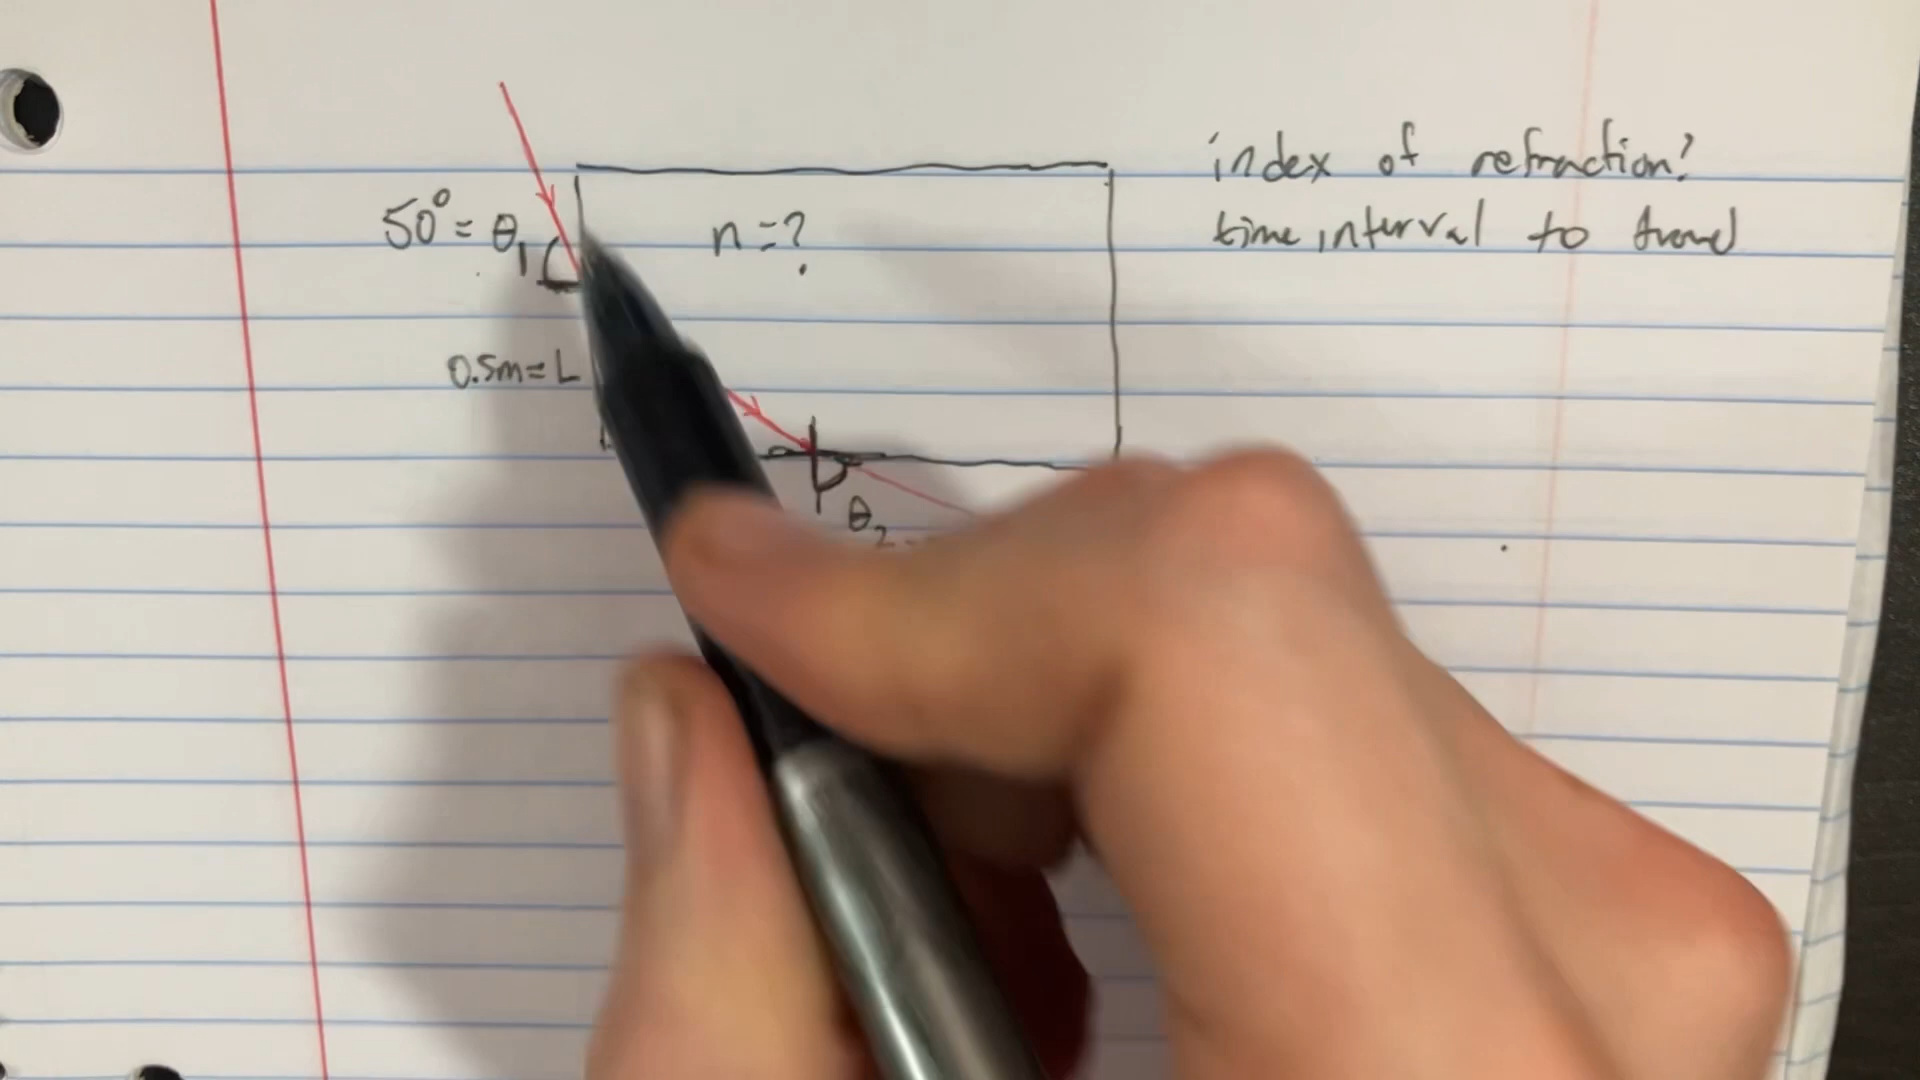 index of refraction?
time interval to travel
50° = θ₁
n = ?
0.5m = L
θ₂